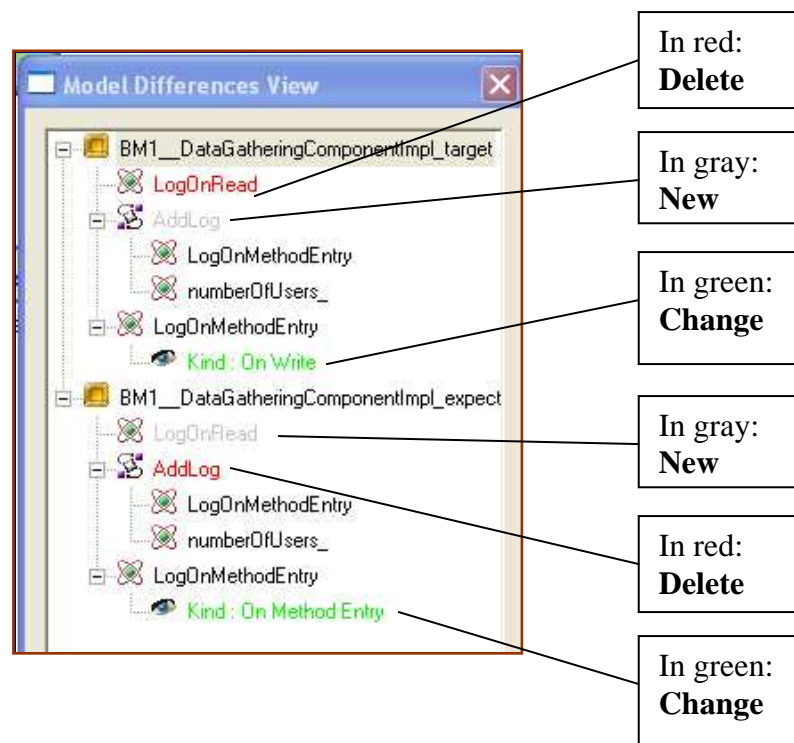 Model Differences View
BM1__DataGatheringComponentImpl_target
LogOnRead
AddLog
LogOnMethodEntry
numberOfUsers_
LogOnMethodEntry
Kind : On Write
BM1__DataGatheringComponentImpl_expect
LogOnRead
AddLog
LogOnMethodEntry
numberOfUsers_
LogOnMethodEntry
Kind : On Method Entry
In red:
Delete
In gray:
New
In green:
Change
In gray:
New
In red:
Delete
In green:
Change